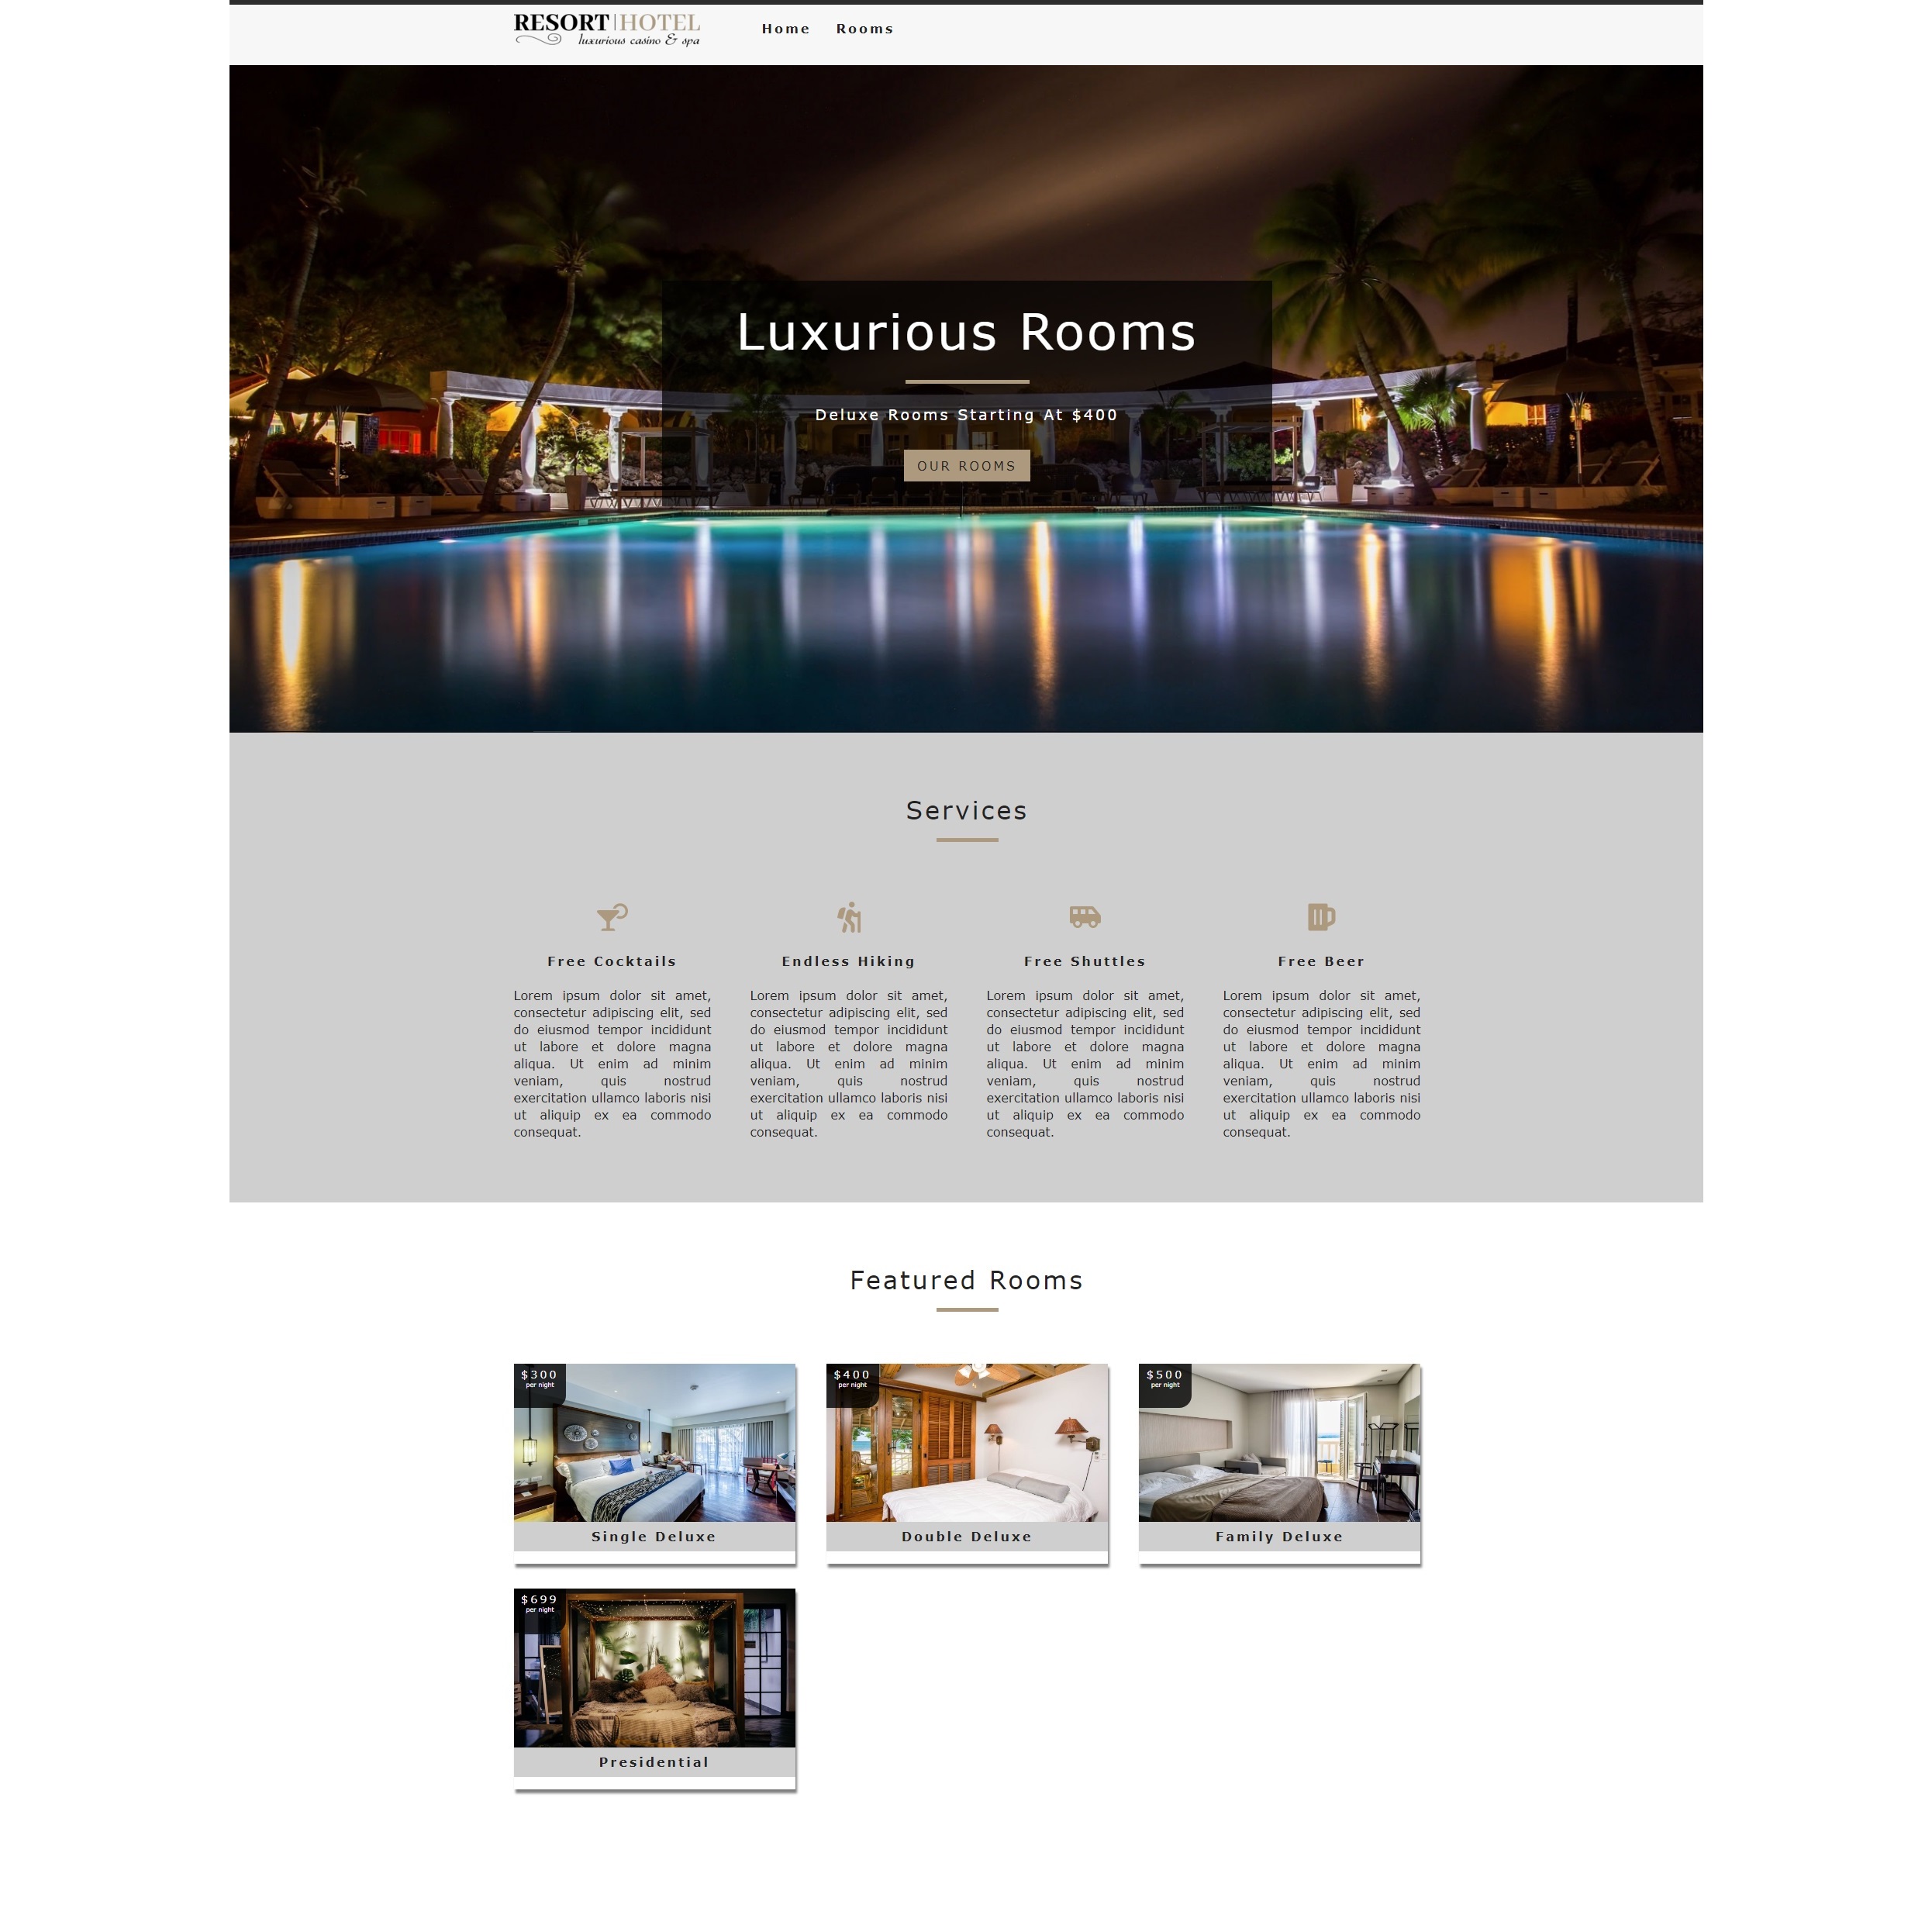 RESORT|HOTEL
luxurious casino & spa
Home Rooms
Luxurious Rooms
Deluxe Rooms Starting At $400
OUR ROOMS
Services
Free Cocktails
Lorem ipsum dolor sit amet,
consectetur adipiscing elit, sed
do eiusmod tempor incididunt
ut labore et dolore magna
aliqua. Ut enim ad minim
veniam, quis nostrud
exercitation ullamco laboris nisi
ut aliquip ex ea commodo
consequat.
Endless Hiking
Lorem ipsum dolor sit amet,
consectetur adipiscing elit, sed
do eiusmod tempor incididunt
ut labore et dolore magna
aliqua. Ut enim ad minim
veniam, quis nostrud
exercitation ullamco laboris nisi
ut aliquip ex ea commodo
consequat.
Free Shuttles
Lorem ipsum dolor sit amet,
consectetur adipiscing elit, sed
do eiusmod tempor incididunt
ut labore et dolore magna
aliqua. Ut enim ad minim
veniam, quis nostrud
exercitation ullamco laboris nisi
ut aliquip ex ea commodo
consequat.
Free Beer
Lorem ipsum dolor sit amet,
consectetur adipiscing elit, sed
do eiusmod tempor incididunt
ut labore et dolore magna
aliqua. Ut enim ad minim
veniam, quis nostrud
exercitation ullamco laboris nisi
ut aliquip ex ea commodo
consequat.
Featured Rooms
$300
per night
Single Deluxe
$400
per night
Double Deluxe
$500
per night
Family Deluxe
$699
per night
Presidential